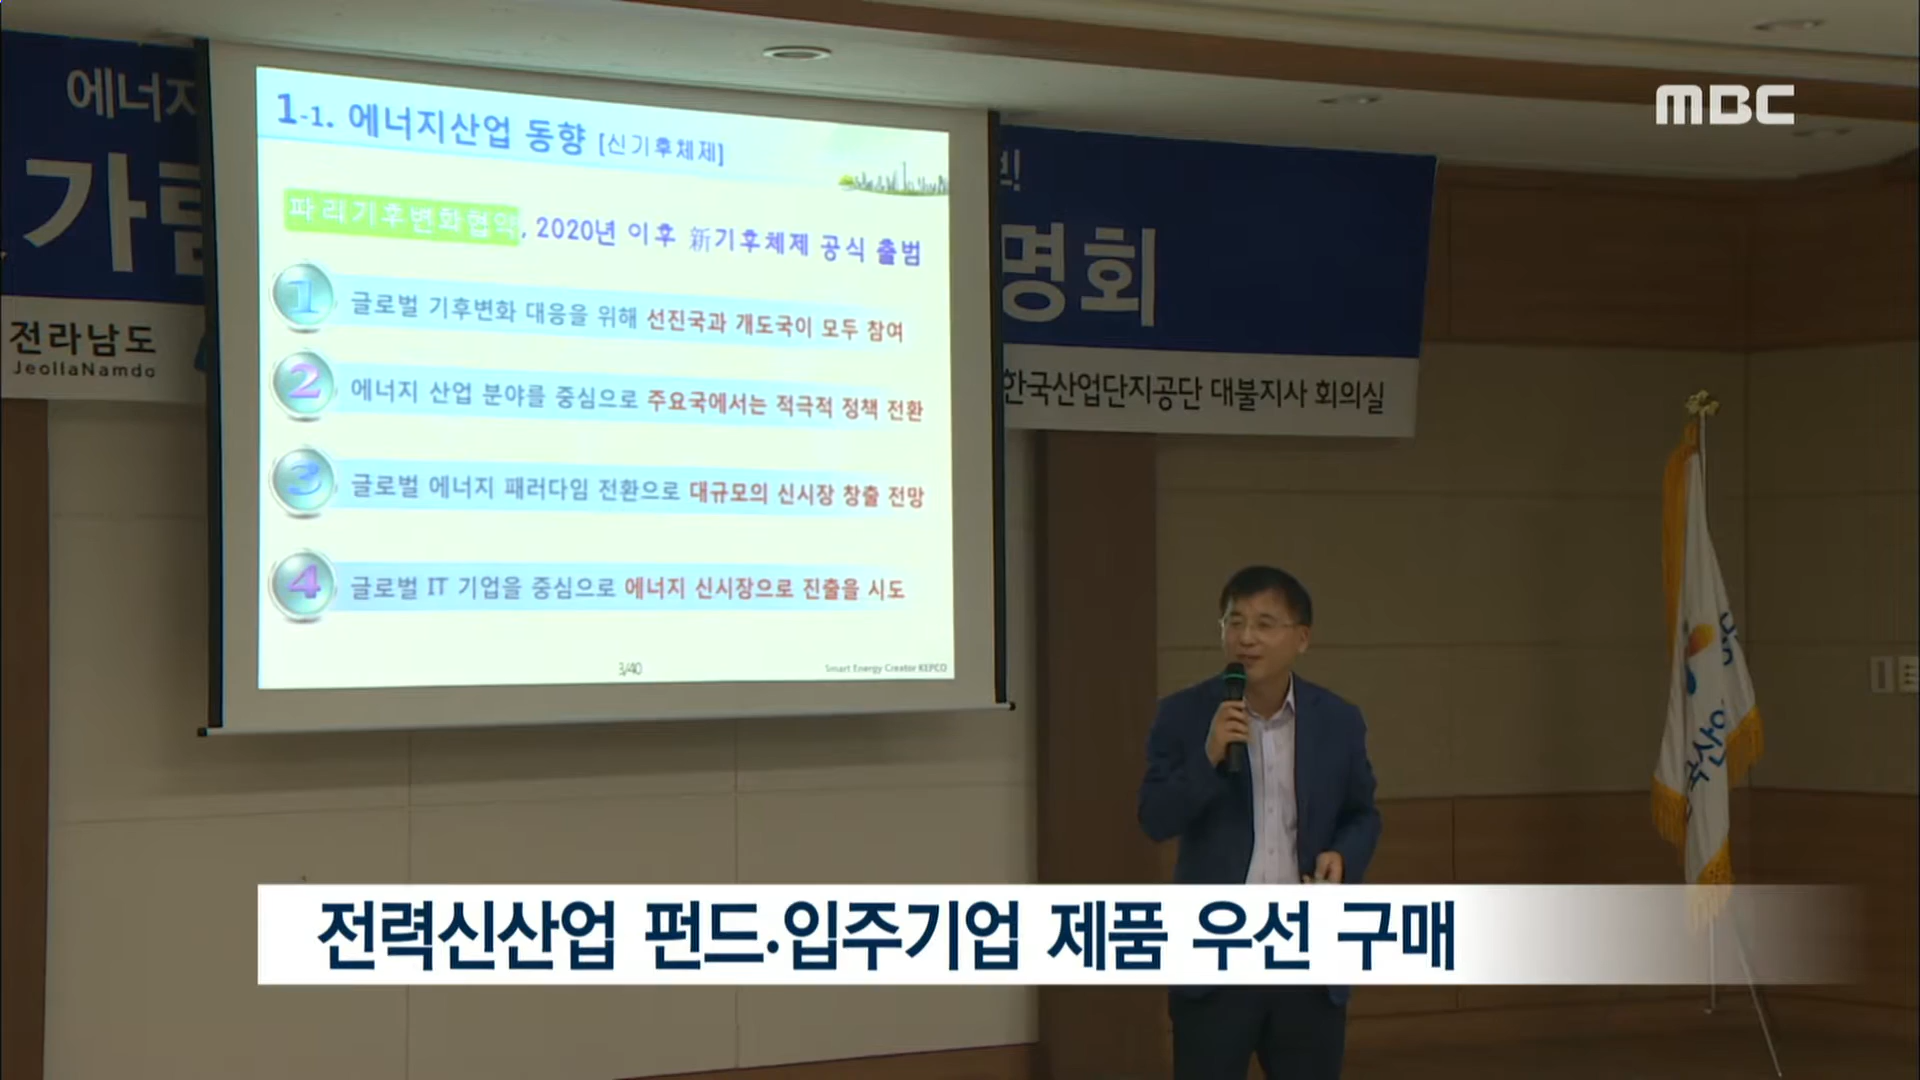 MBC
에너지
1-1. 에너지산업 동향 [신기후체제]
파리기후변화협약, 2020년 이후 新기후체제 공식 출범
1 글로벌 기후변화 대응을 위해 선진국과 개도국이 모두 참여
2 에너지 산업 분야를 중심으로 주요국에서는 적극적 정책 전환
3 글로벌 에너지 패러다임 전환으로 대규모의 신시장 창출 전망
4 글로벌 IT 기업을 중심으로 에너지 신시장으로 진출을 시도
3/40
Smart Energy Creator KEPCO
명회
전라남도
JeollaNamdo
한국산업단지공단 대불지사 회의실
전력신산업 펀드·입주기업 제품 우선 구매